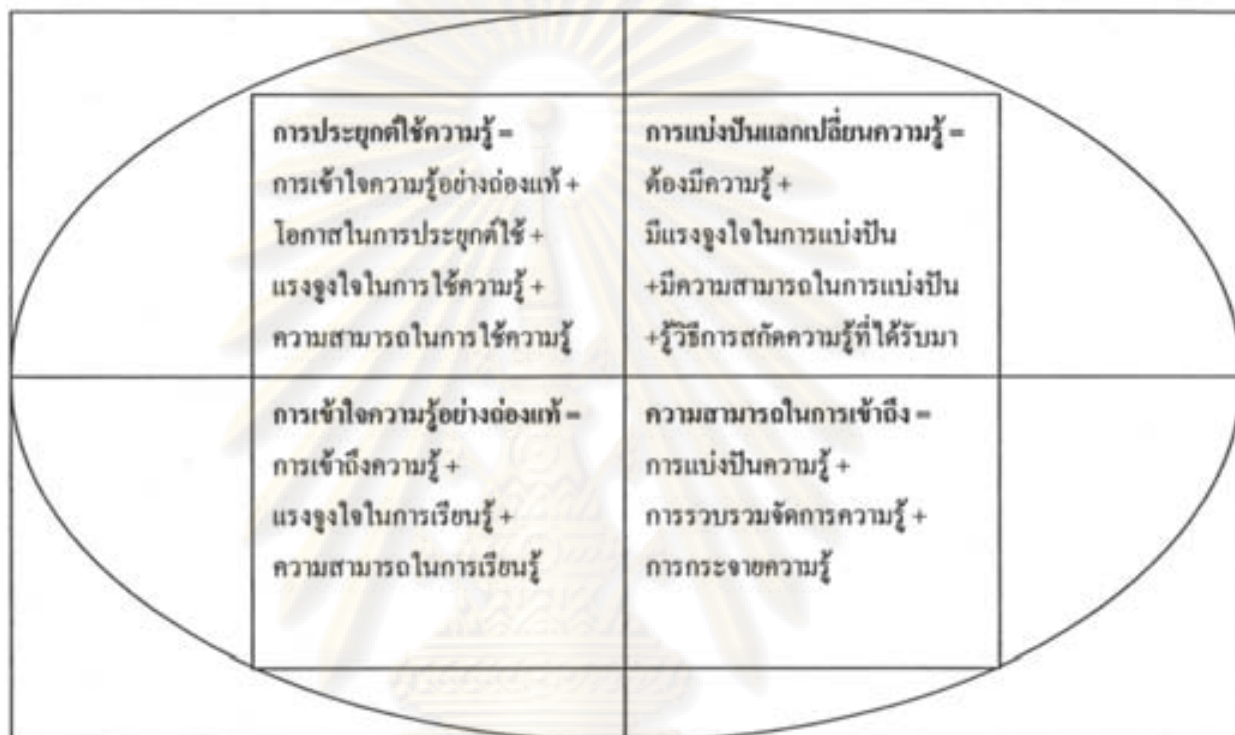 การประยุกต์ใช้ความรู้ =
การเข้าใจความรู้อย่างถ่องแท้ +
โอกาสในการประยุกต์ใช้ +
แรงจูงใจในการใช้ความรู้ +
ความสามารถในการใช้ความรู้
การแบ่งปันแลกเปลี่ยนความรู้ =
ต้องมีความรู้ +
มีแรงจูงใจในการแบ่งปัน
+มีความสามารถในการแบ่งปัน
+รู้วิธีการสกัดความรู้ที่ได้รับมา
การเข้าใจความรู้อย่างถ่องแท้ =
การเข้าถึงความรู้ +
แรงจูงใจในการเรียนรู้ +
ความสามารถในการเรียนรู้
ความสามารถในการเข้าถึง =
การแบ่งปันความรู้ +
การรวบรวมจัดการความรู้ +
การกระจายความรู้